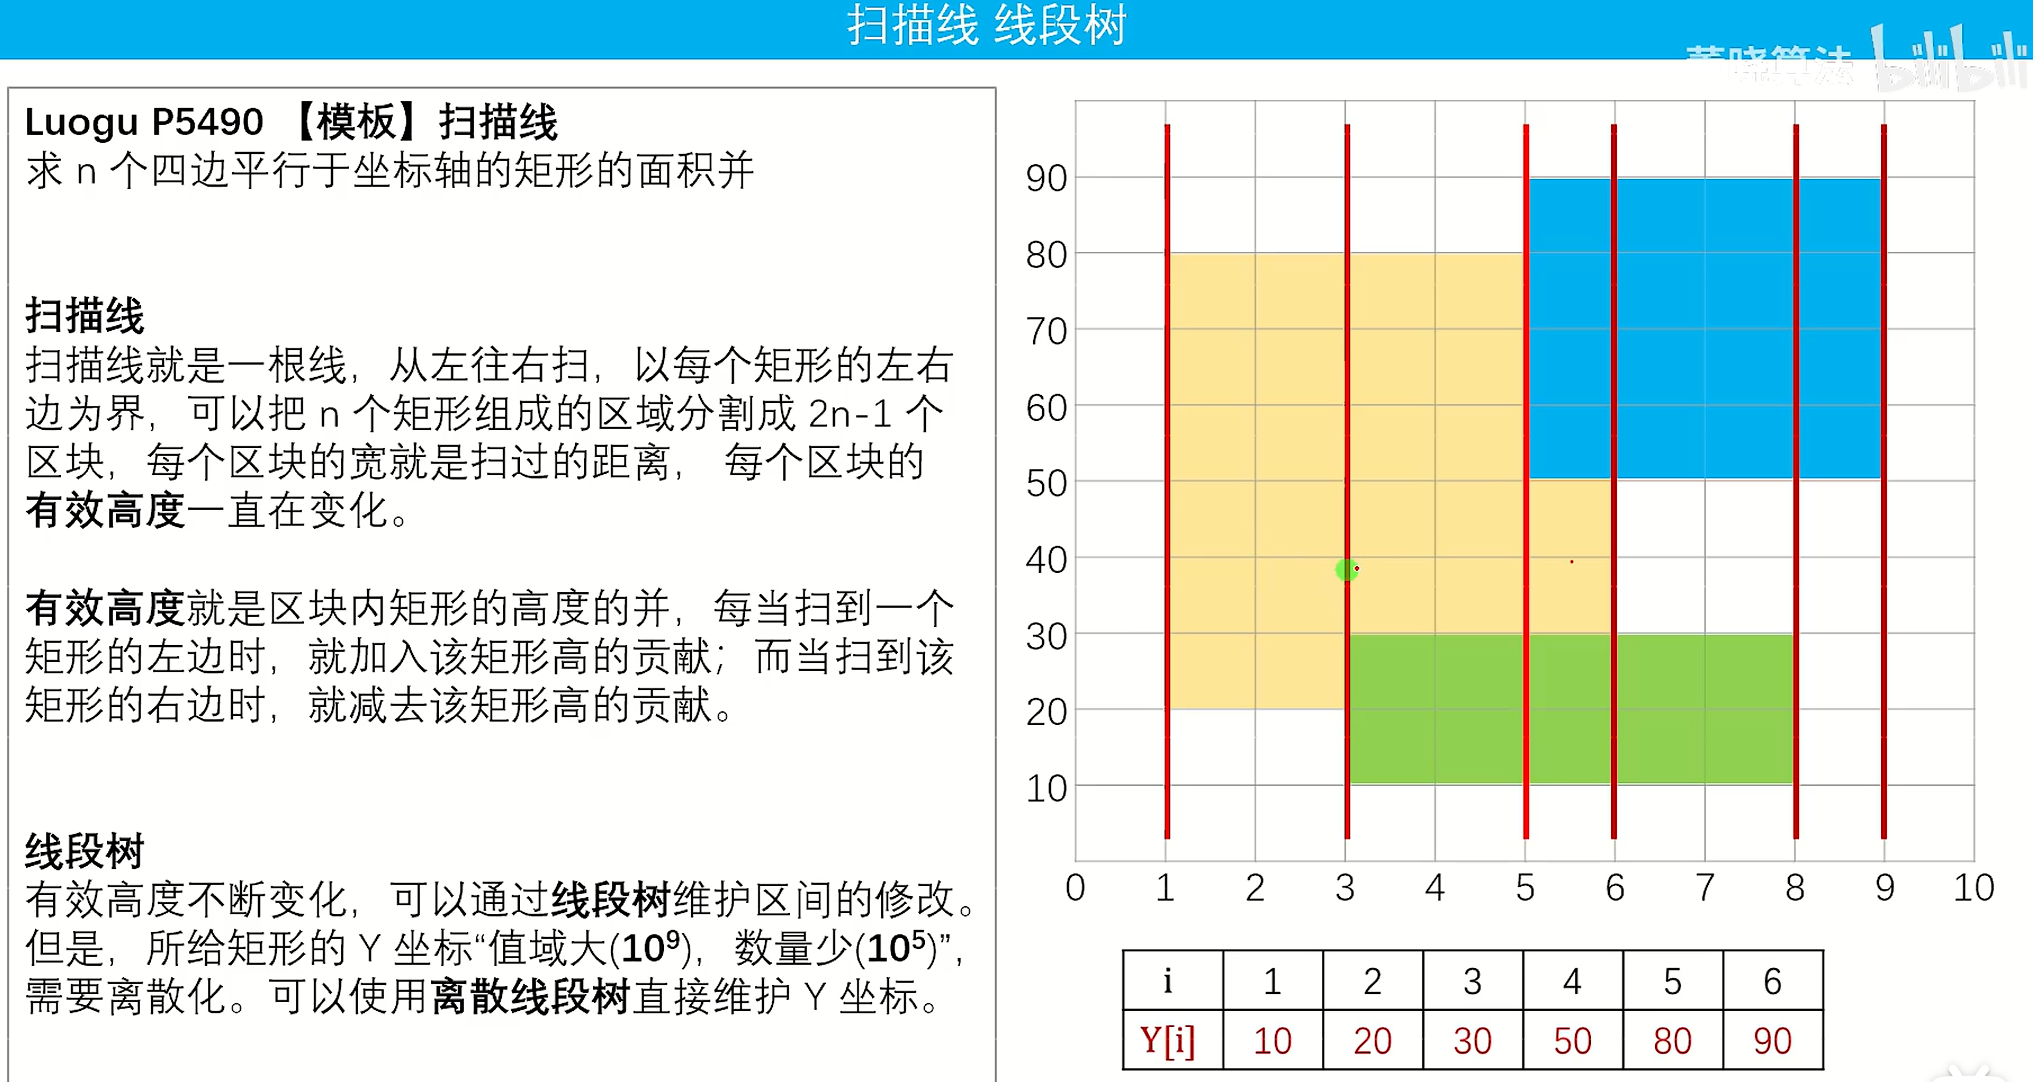 扫描线 线段树
董晓算法 bilibili
Luogu P5490 【模板】扫描线
求 n 个四边平行于坐标轴的矩形的面积并
扫描线
扫描线就是一根线，从左往右扫，以每个矩形的左右
边为界，可以把 n 个矩形组成的区域分割成 2n-1 个
区块，每个区块的宽就是扫过的距离， 每个区块的
有效高度一直在变化。
有效高度就是区块内矩形的高度的并，每当扫到一个
矩形的左边时，就加入该矩形高的贡献；而当扫到该
矩形的右边时，就减去该矩形高的贡献。
线段树
有效高度不断变化，可以通过线段树维护区间的修改。
但是，所给矩形的 Y 坐标“值域大(10⁹)，数量少(10⁵)”，
需要离散化。可以使用离散线段树直接维护 Y 坐标。
90
80
70
60
50
40
30
20
10
0 1 2 3 4 5 6 7 8 9 10
i 1 2 3 4 5 6
Y[i] 10 20 30 50 80 90